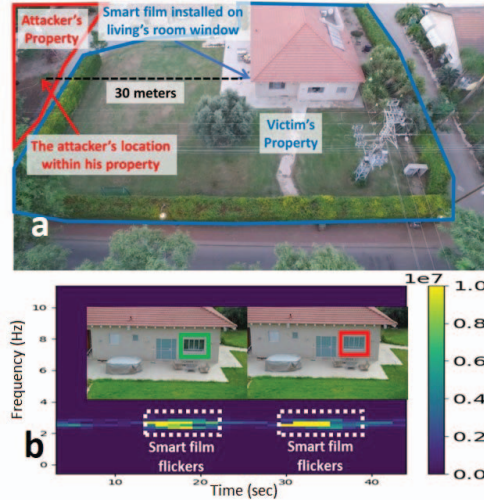 Attacker's
Property
Smart film installed on
living's room window
30 meters
The attacker's location
within his property
Victim's
Property
a
1e7
10
8
6
4
2
0
Frequency (Hz)
1.0
0.8
0.6
0.4
0.2
0.0
b
Smart film
flickers
Smart film
flickers
10
20
30
40
Time (sec)